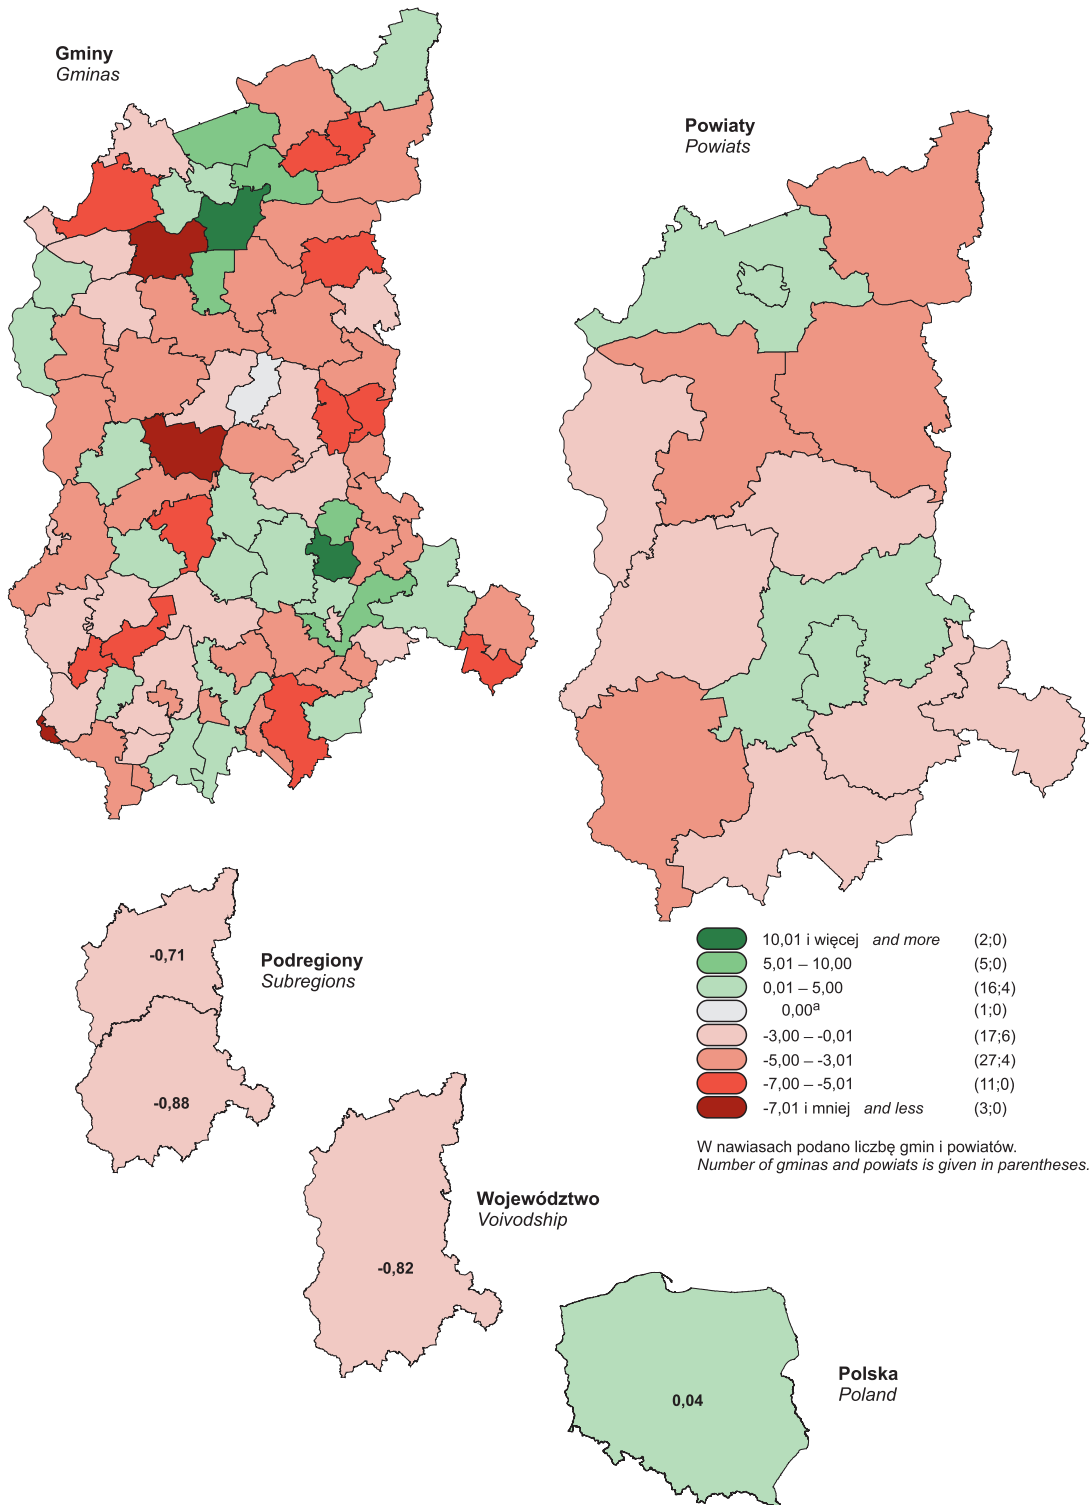 Gminy
Gminas
Powiaty
Powiats
-0,71
-0,88
Podregiony
Subregions
10,01 i więcej and more (2;0)
5,01 – 10,00 (5;0)
0,01 – 5,00 (16;4)
0,00a (1;0)
-3,00 – -0,01 (17;6)
-5,00 – -3,01 (27;4)
-7,00 – -5,01 (11;0)
-7,01 i mniej and less (3;0)
W nawiasach podano liczbę gmin i powiatów.
Number of gminas and powiats is given in parentheses.
Województwo
Voivodship
-0,82
Polska
Poland
0,04